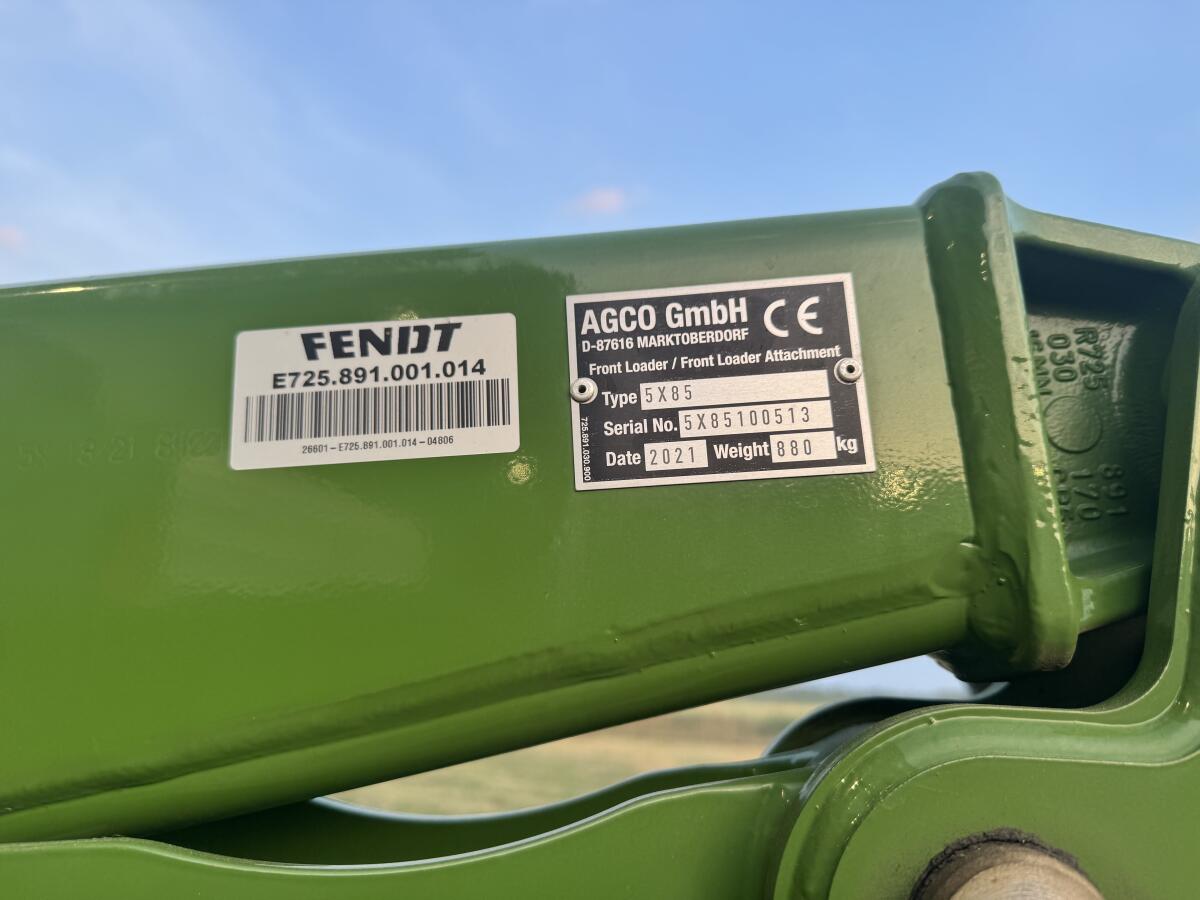 FENDT
E725.891.001.014
26601-E725.891.001.014-04806
AGCO GmbH
CE
D-87616 MARKTOBERDORF
Front Loader / Front Loader Attachment
Type 5X85
Serial No. 5X85100513
Date 2021 Weight 880 kg
725.891.030.900
R725
030
891
170